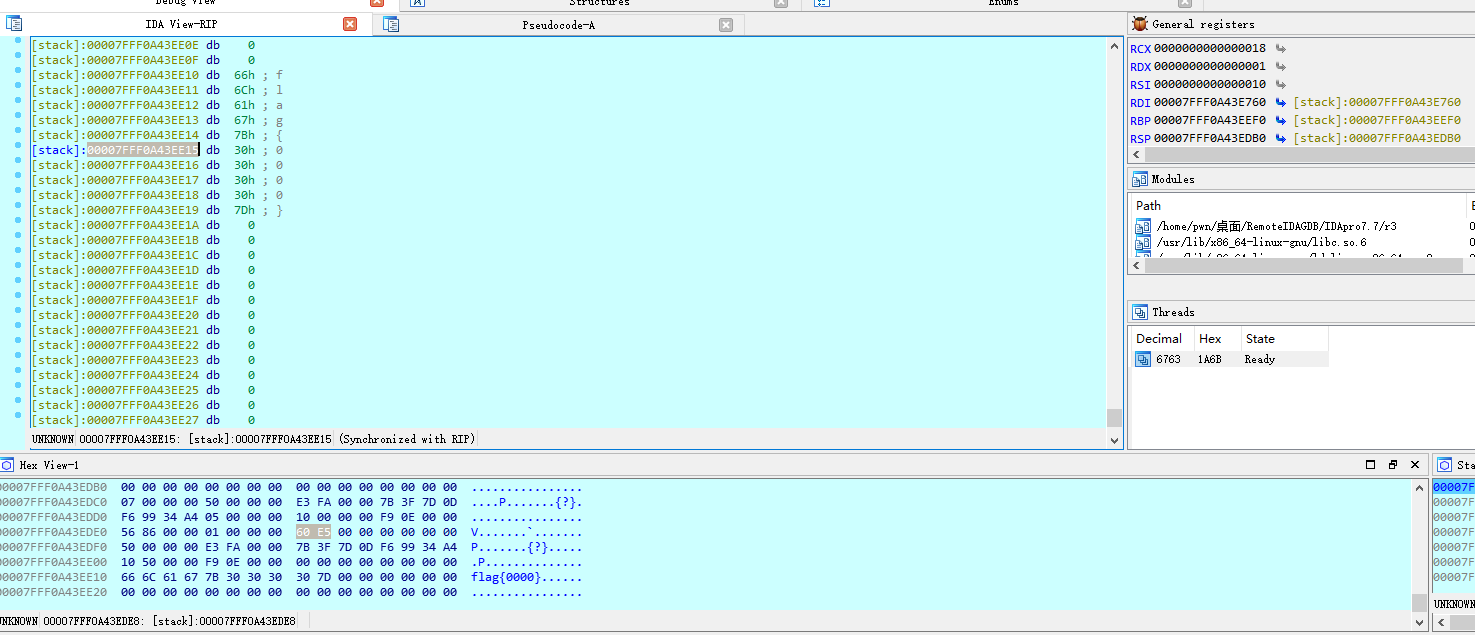 Debug View
Structures
Enums
IDA View-RIP
Pseudocode-A
General registers
[stack]:00007FFF0A43EE0E db 0
[stack]:00007FFF0A43EE0F db 0
[stack]:00007FFF0A43EE10 db 66h ; f
[stack]:00007FFF0A43EE11 db 6Ch ; l
[stack]:00007FFF0A43EE12 db 61h ; a
[stack]:00007FFF0A43EE13 db 67h ; g
[stack]:00007FFF0A43EE14 db 7Bh ; {
[stack]:00007FFF0A43EE15 db 30h ; 0
[stack]:00007FFF0A43EE16 db 30h ; 0
[stack]:00007FFF0A43EE17 db 30h ; 0
[stack]:00007FFF0A43EE18 db 30h ; 0
[stack]:00007FFF0A43EE19 db 7Dh ; }
[stack]:00007FFF0A43EE1A db 0
[stack]:00007FFF0A43EE1B db 0
[stack]:00007FFF0A43EE1C db 0
[stack]:00007FFF0A43EE1D db 0
[stack]:00007FFF0A43EE1E db 0
[stack]:00007FFF0A43EE1F db 0
[stack]:00007FFF0A43EE20 db 0
[stack]:00007FFF0A43EE21 db 0
[stack]:00007FFF0A43EE22 db 0
[stack]:00007FFF0A43EE23 db 0
[stack]:00007FFF0A43EE24 db 0
[stack]:00007FFF0A43EE25 db 0
[stack]:00007FFF0A43EE26 db 0
[stack]:00007FFF0A43EE27 db 0
UNKNOWN 00007FFF0A43EE15: [stack]:00007FFF0A43EE15 (Synchronized with RIP)
RCX 0000000000000018
RDX 0000000000000001
RSI 0000000000000010
RDI 00007FFF0A43E760 [stack]:00007FFF0A43E760
RBP 00007FFF0A43EEF0 [stack]:00007FFF0A43EEF0
RSP 00007FFF0A43EDB0 [stack]:00007FFF0A43EDB0
Modules
Path
/home/pwn/桌面/RemoteIDAGDB/IDApro7.7/r3
/usr/lib/x86_64-linux-gnu/libc.so.6
Threads
Decimal Hex State
6763 1A6B Ready
Hex View-1
00007FFF0A43EDB0 00 00 00 00 00 00 00 00 00 00 00 00 00 00 00 00 ................
00007FFF0A43EDC0 07 00 00 00 50 00 00 00 E3 FA 00 00 7B 3F 7D 0D ....P.......{?}.
00007FFF0A43EDD0 F6 99 34 A4 05 00 00 00 10 00 00 00 F9 0E 00 00 ................
00007FFF0A43EDE0 56 86 00 00 01 00 00 00 60 E5 00 00 00 00 00 00 V.......`.......
00007FFF0A43EDF0 50 00 00 00 E3 FA 00 00 7B 3F 7D 0D F6 99 34 A4 P.......{?}.....
00007FFF0A43EE00 10 50 00 00 F9 0E 00 00 00 00 00 00 00 00 00 00 .P..............
00007FFF0A43EE10 66 6C 61 67 7B 30 30 30 30 7D 00 00 00 00 00 00 flag{0000}......
00007FFF0A43EE20 00 00 00 00 00 00 00 00 00 00 00 00 00 00 00 00 ................
UNKNOWN 00007FFF0A43EDE8: [stack]:00007FFF0A43EDE8
Sta
00007F
00007F
00007F
00007F
00007F
00007F
00007F
UNKNOWN